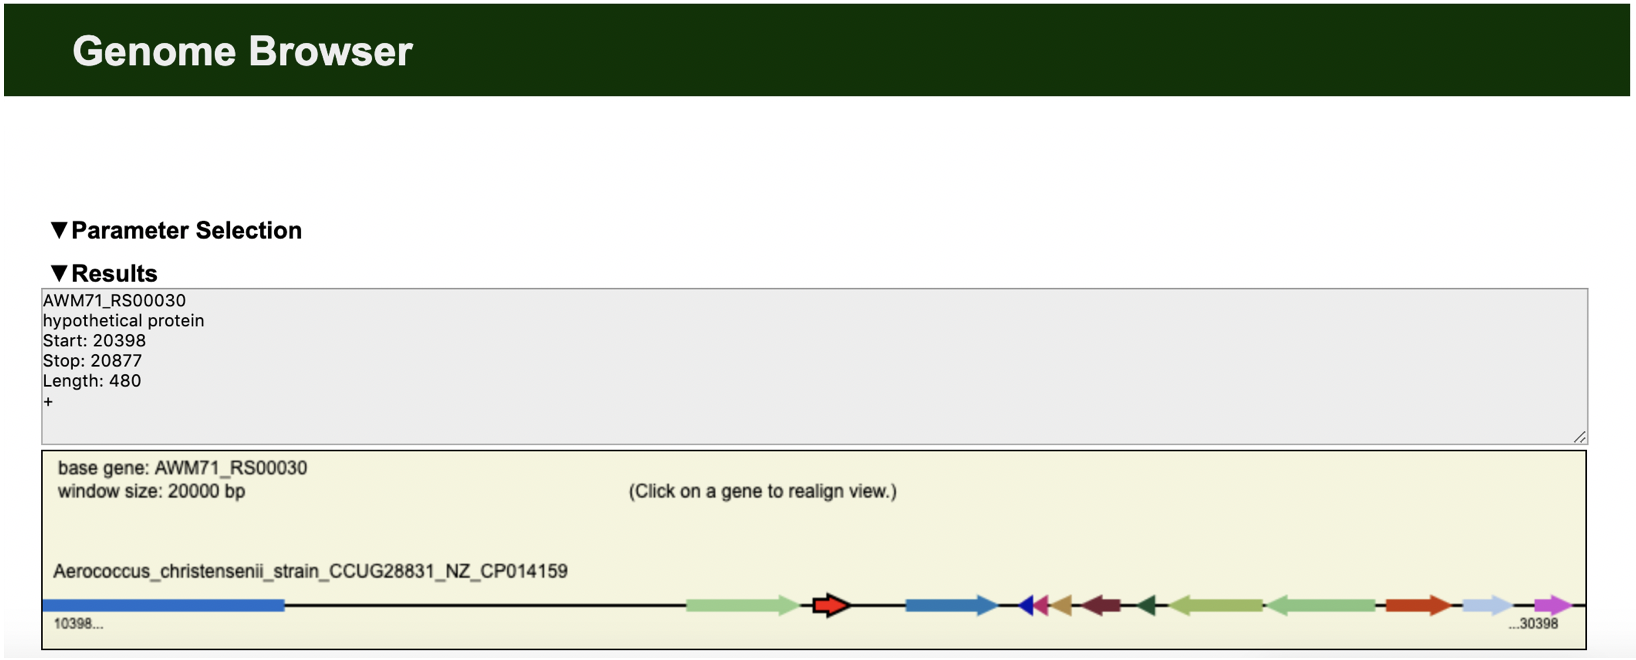 Genome Browser
▼Parameter Selection
▼Results
AWM71_RS00030
hypothetical protein
Start: 20398
Stop: 20877
Length: 480
+
base gene: AWM71_RS00030
window size: 20000 bp
(Click on a gene to realign view.)
Aerococcus_christensenii_strain_CCUG28831_NZ_CP014159
10398...
...30398